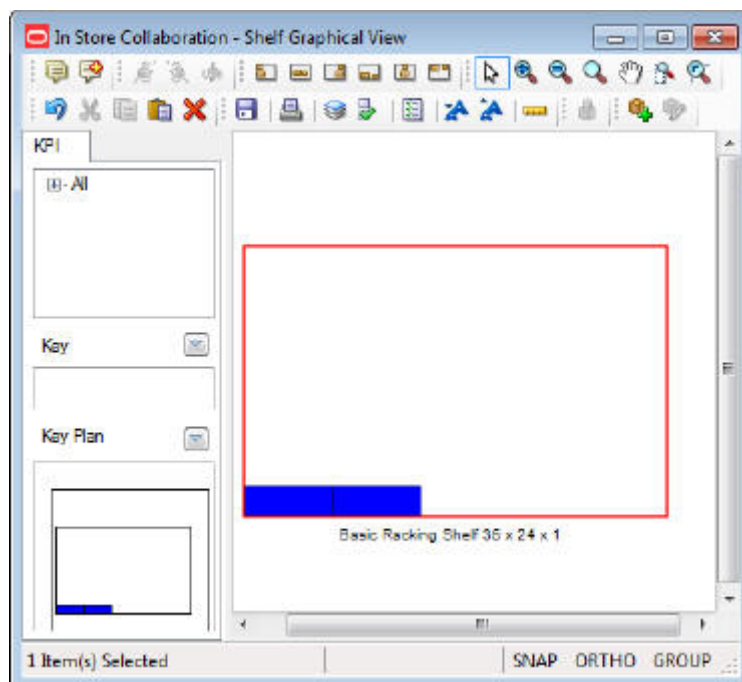 In Store Collaboration - Shelf Graphical View
KPI
All
Key
Key Plan
Basic Racking Shelf 36 x 24 x 1
1 Item(s) Selected
SNAP ORTHO GROUP